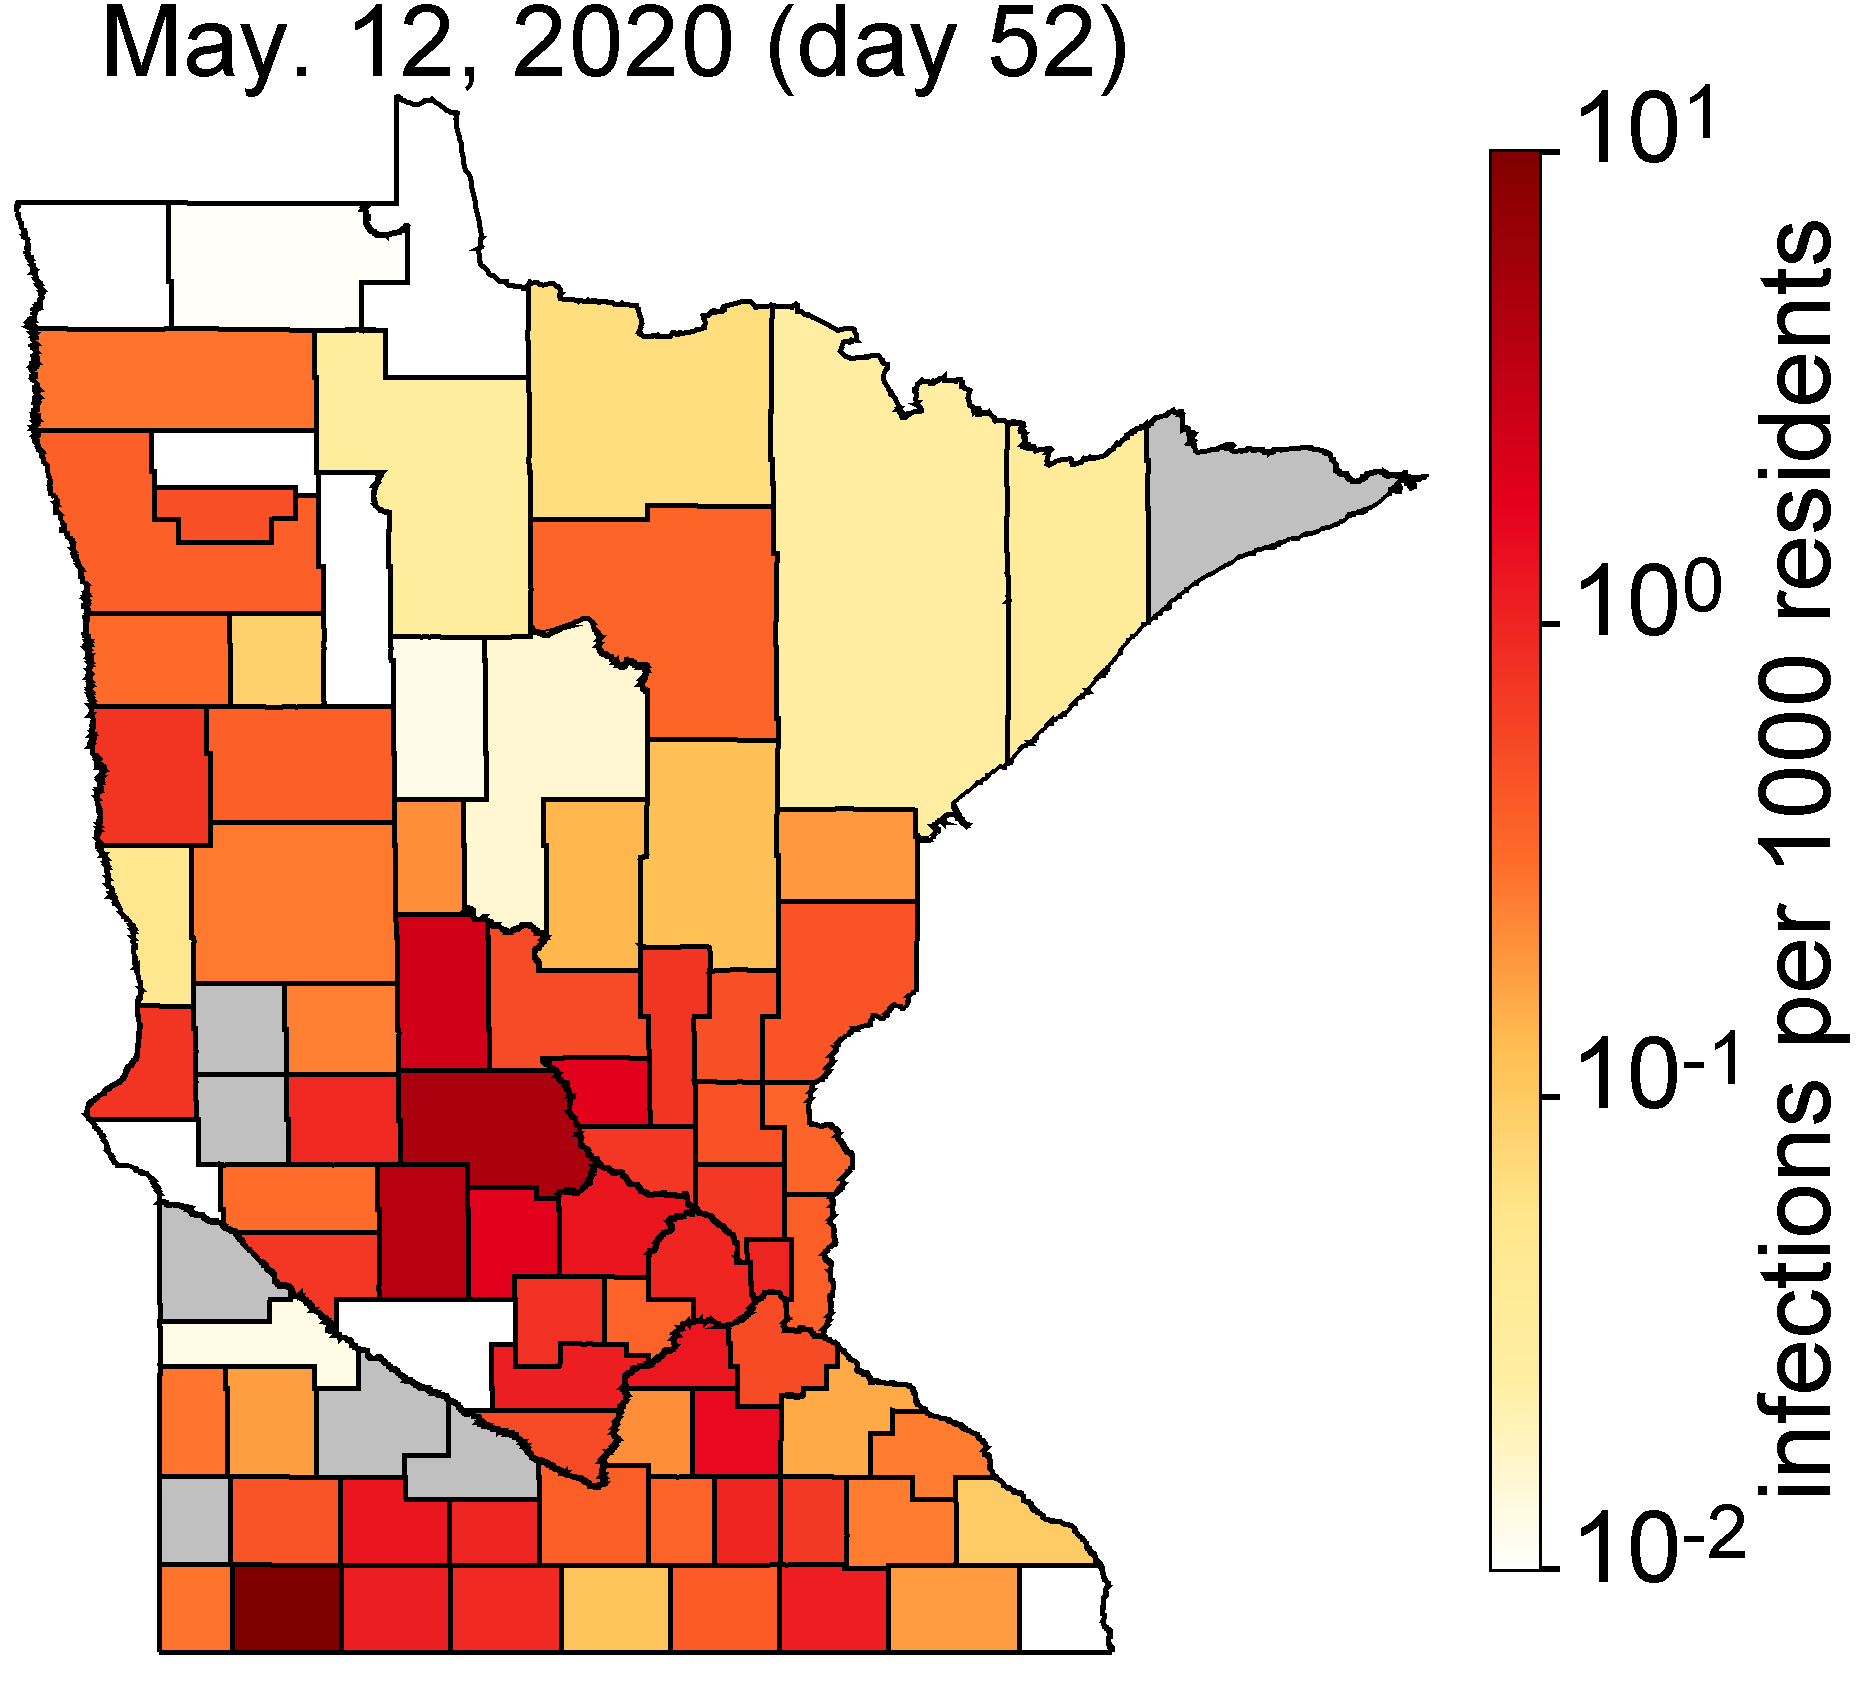 May. 12, 2020 (day 52)
10¹
10⁰
10⁻¹
10⁻²
infections per 1000 residents